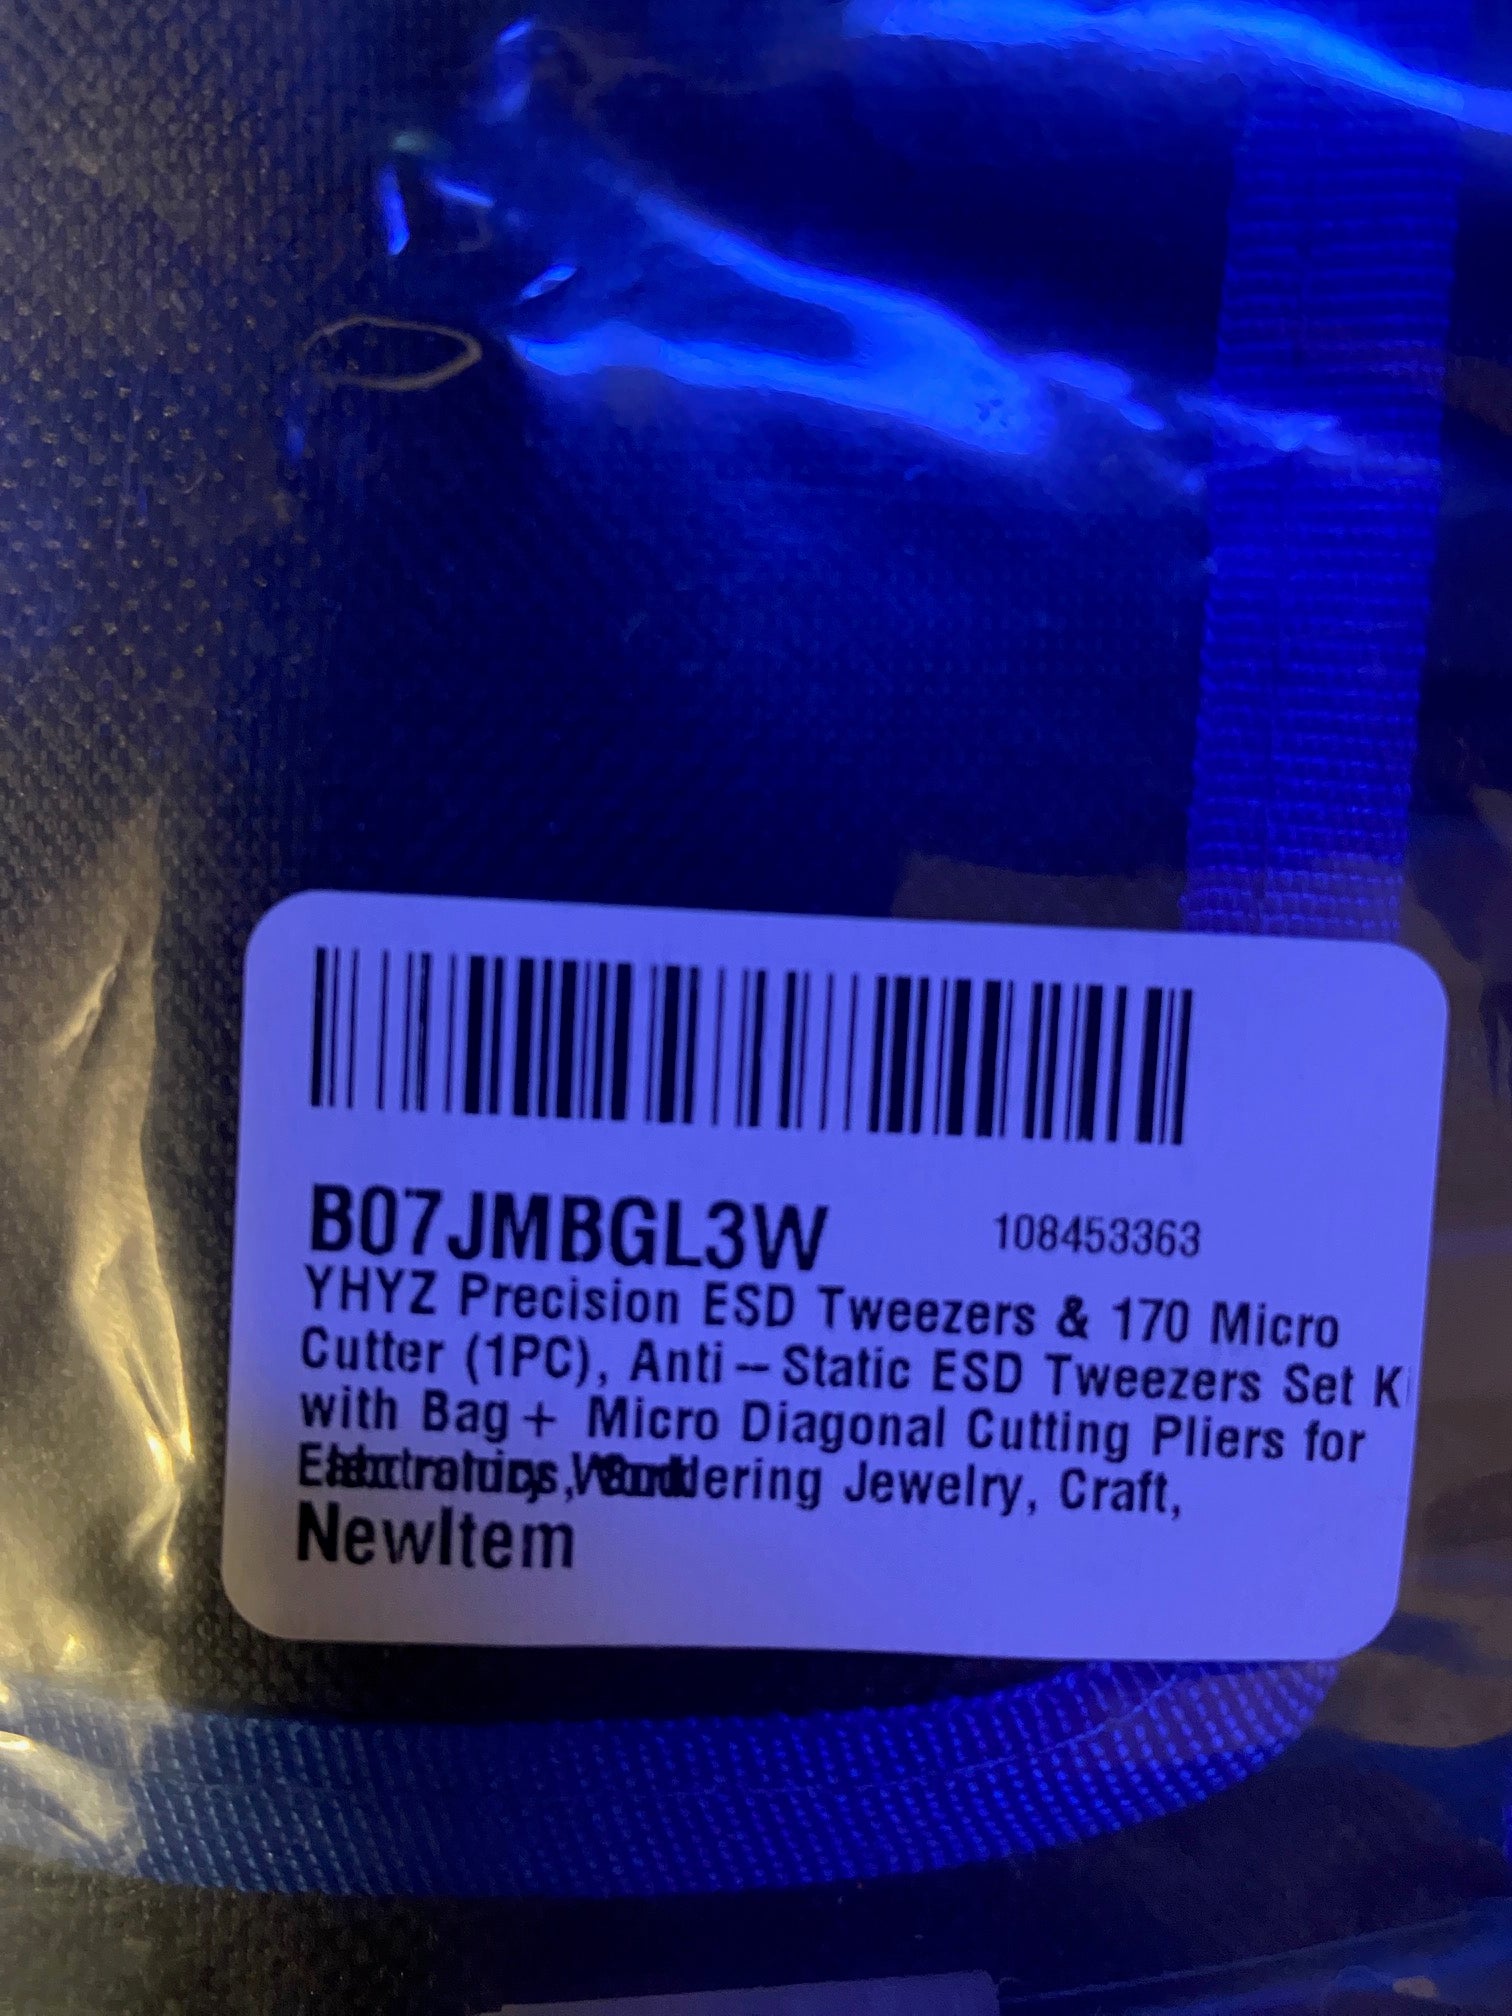 B07JMBGL3W 108453363
YHYZ Precision ESD Tweezers & 170 Micro
Cutter (1PC), Anti-Static ESD Tweezers Set K
with Bag+ Micro Diagonal Cutting Pliers for
Jewelry, Craft,
NewItem